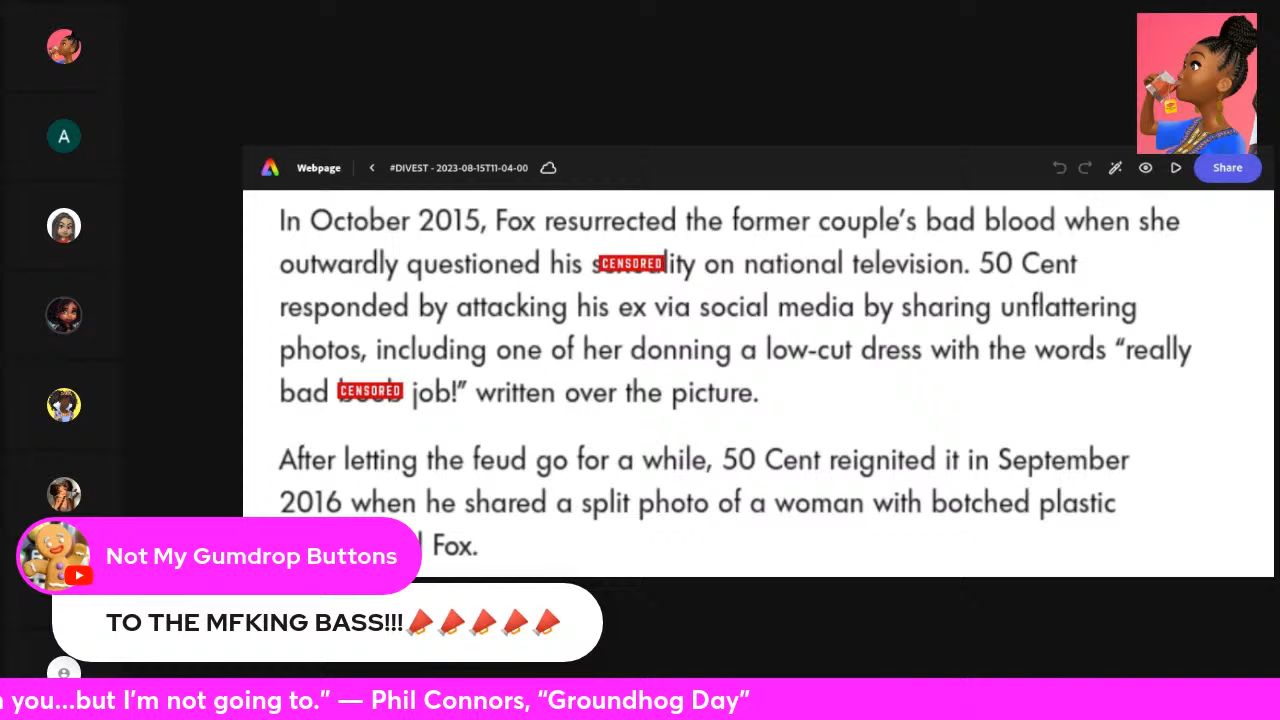 A
Webpage
#DIVEST - 2023-08-15T11-04-00
Share
In October 2015, Fox resurrected the former couple’s bad blood when she
outwardly questioned his s CENSORED lity on national television. 50 Cent
responded by attacking his ex via social media by sharing unflattering
photos, including one of her donning a low-cut dress with the words “really
bad CENSORED job!” written over the picture.
After letting the feud go for a while, 50 Cent reignited it in September
2016 when he shared a split photo of a woman with botched plastic
Fox.
Not My Gumdrop Buttons
TO THE MFKING BASS!!!📣📣📣📣📣
you...but I’m not going to.” — Phil Connors, “Groundhog Day”